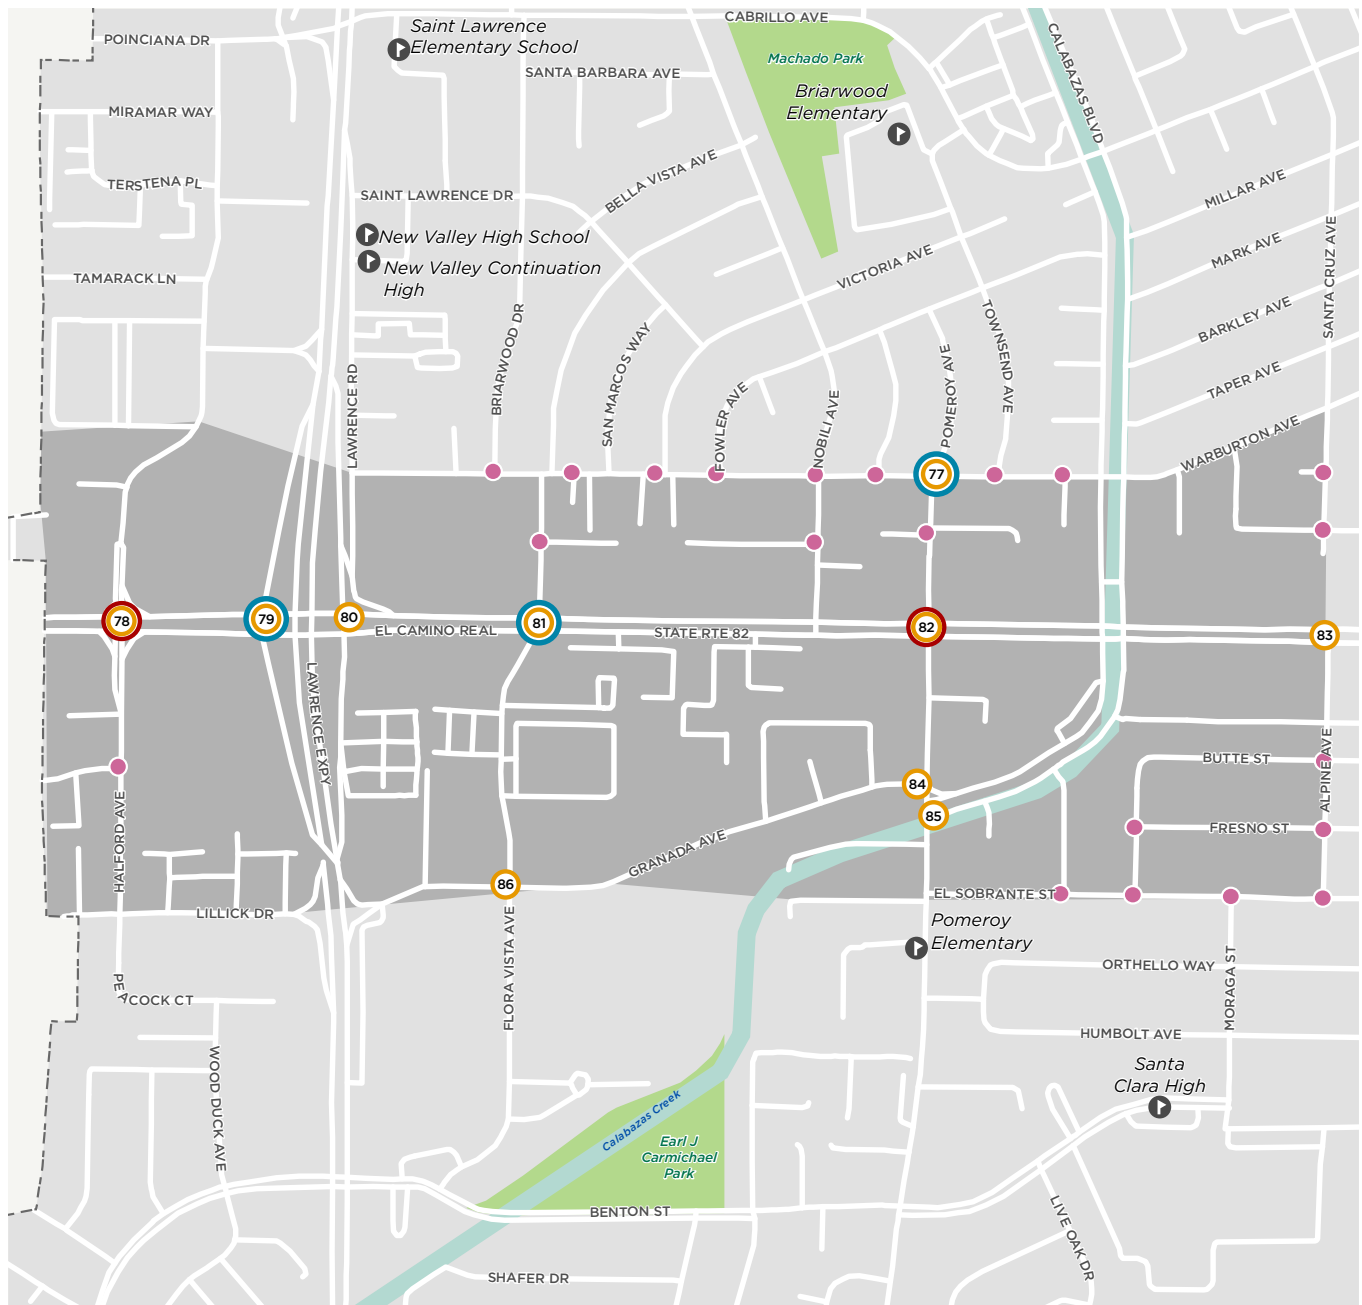 CABRILLO AVE
Saint Lawrence
Elementary School
POINCIANA DR
CALABAZAS BLVD
Machado Park
SANTA BARBARA AVE
Briarwood
Elementary
MIRAMAR WAY
BELLA VISTA AVE
TERSTENA PL
SAINT LAWRENCE DR
MILLAR AVE
New Valley High School
MARK AVE
SANTA CRUZ AVE
VICTORIA AVE
New Valley Continuation
High
TAMARACK LN
BARKLEY AVE
BRIARWOOD DR
SAN MARCOS WAY
TOWNSEND AVE
TAPER AVE
LAWRENCE RD
FOWLER AVE
NOBILI AVE
POMEROY AVE
WARBURTON AVE
77
78
79
80
81
82
83
EL CAMINO REAL
STATE RTE 82
LAWRENCE EXPY
BUTTE ST
ALPINE AVE
84
85
HALFORD AVE
FRESNO ST
GRANADA AVE
86
EL SOBRANTE ST
LILLICK DR
Pomeroy
Elementary
FLORA VISTA AVE
ORTHELLO WAY
MORAGA ST
PEACOCK CT
HUMBOLT AVE
WOOD DUCK AVE
Santa
Clara High
Calabazas Creek
Earl J
Carmichael
Park
BENTON ST
LIVE OAK DR
SHAFER DR